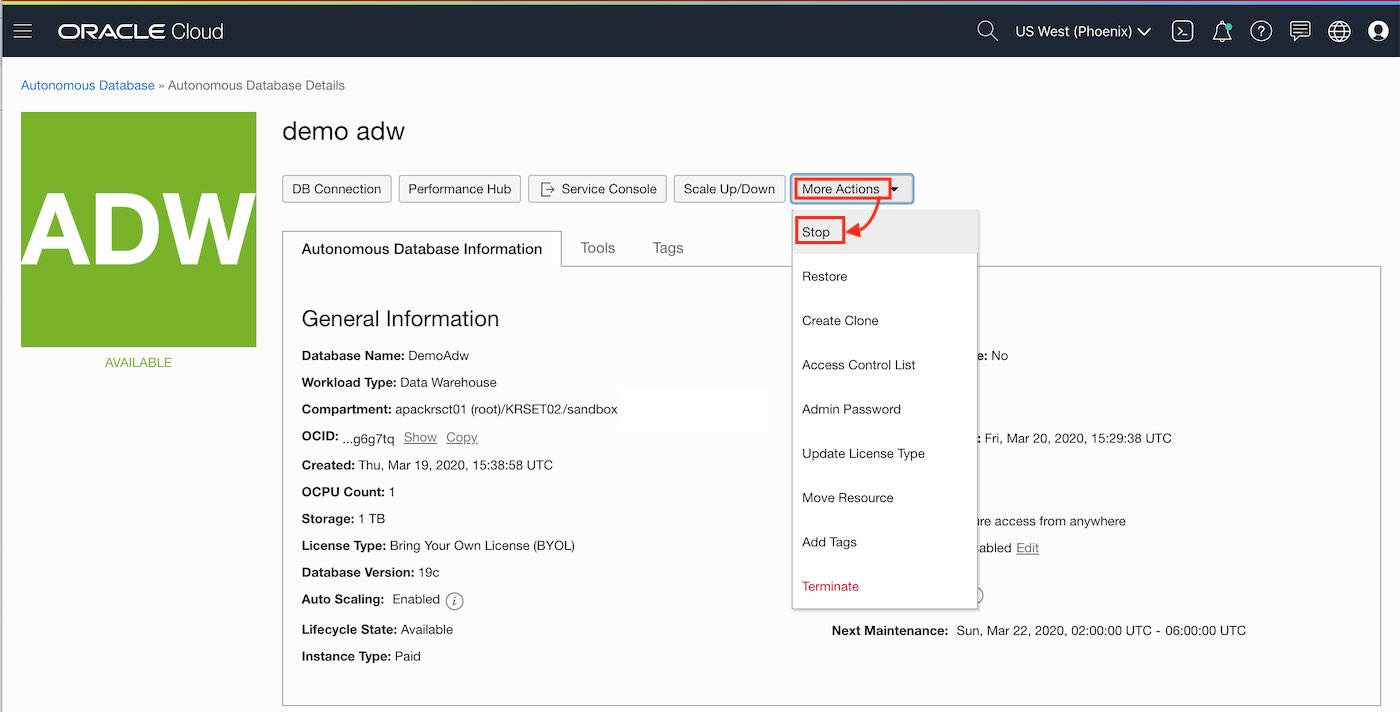 ORACLE Cloud
US West (Phoenix)
Autonomous Database » Autonomous Database Details
ADW
AVAILABLE
demo adw
DB Connection
Performance Hub
Service Console
Scale Up/Down
More Actions
Stop
Restore
Create Clone
Access Control List
Admin Password
Update License Type
Move Resource
Add Tags
Terminate
Autonomous Database Information
Tools
Tags
General Information
Database Name: DemoAdw
Workload Type: Data Warehouse
Compartment: apackrsct01 (root)/KRSET02/sandbox
OCID: ...g6g7tq Show Copy
Created: Thu, Mar 19, 2020, 15:38:58 UTC
OCPU Count: 1
Storage: 1 TB
License Type: Bring Your Own License (BYOL)
Database Version: 19c
Auto Scaling: Enabled
Lifecycle State: Available
Instance Type: Paid
No
Fri, Mar 20, 2020, 15:29:38 UTC
access from anywhere
Edit
Next Maintenance: Sun, Mar 22, 2020, 02:00:00 UTC - 06:00:00 UTC